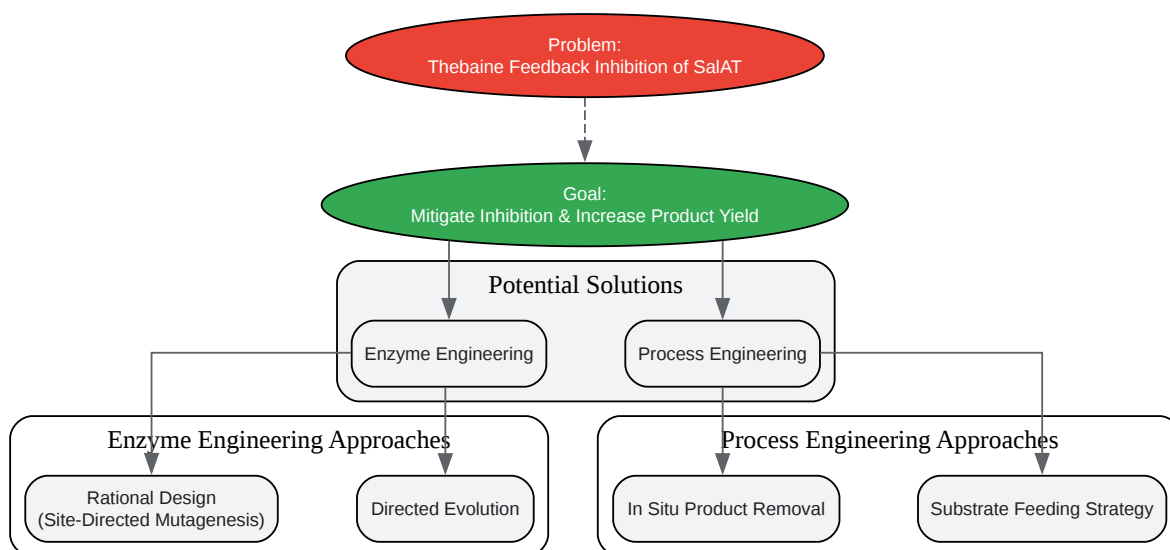 Problem:
Thebaine Feedback Inhibition of SalAT
Goal:
Mitigate Inhibition & Increase Product Yield
Potential Solutions
Enzyme Engineering
Process Engineering
Enzyme Engineering Approaches
Process Engineering Approaches
Rational Design
(Site-Directed Mutagenesis)
Directed Evolution
In Situ Product Removal
Substrate Feeding Strategy